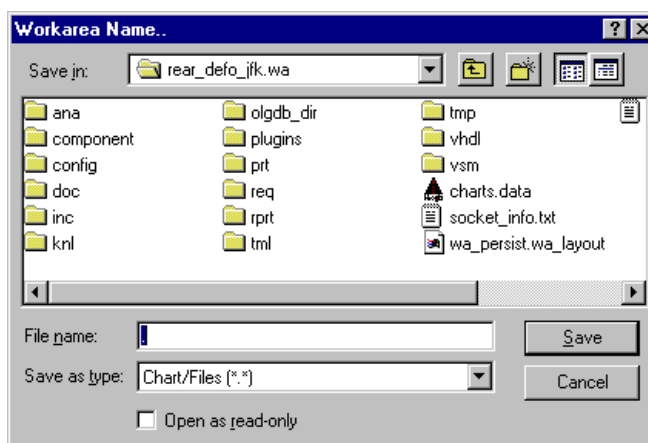 Workarea Name..
Save in: rear_defo_jfk.wa
ana olgdb_dir tmp
component plugins vhdl
config prt vsm
doc req charts.data
inc rprt socket_info.txt
knl tml wa_persist.wa_layout
File name: . Save
Save as type: Chart/Files (*.*) Cancel
Open as read-only